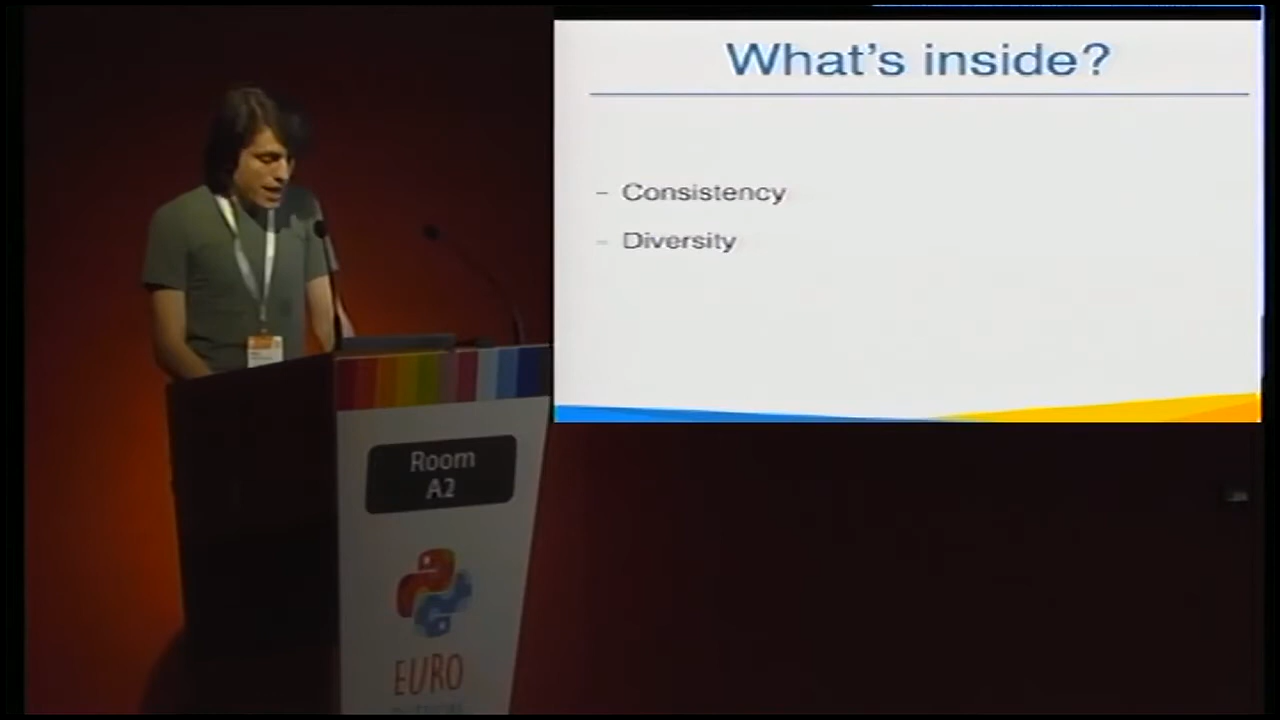 What's inside?
– Consistency
– Diversity
Room
A2
EURO